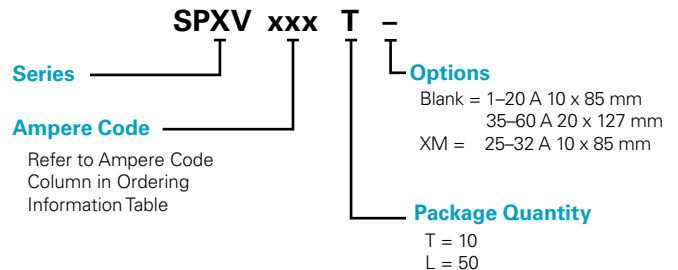 SPXV xxx T –
Series
Options
Blank = 1–20 A 10 x 85 mm
35–60 A 20 x 127 mm
XM = 25–32 A 10 x 85 mm
Ampere Code
Refer to Ampere Code
Column in Ordering
Information Table
Package Quantity
T = 10
L = 50